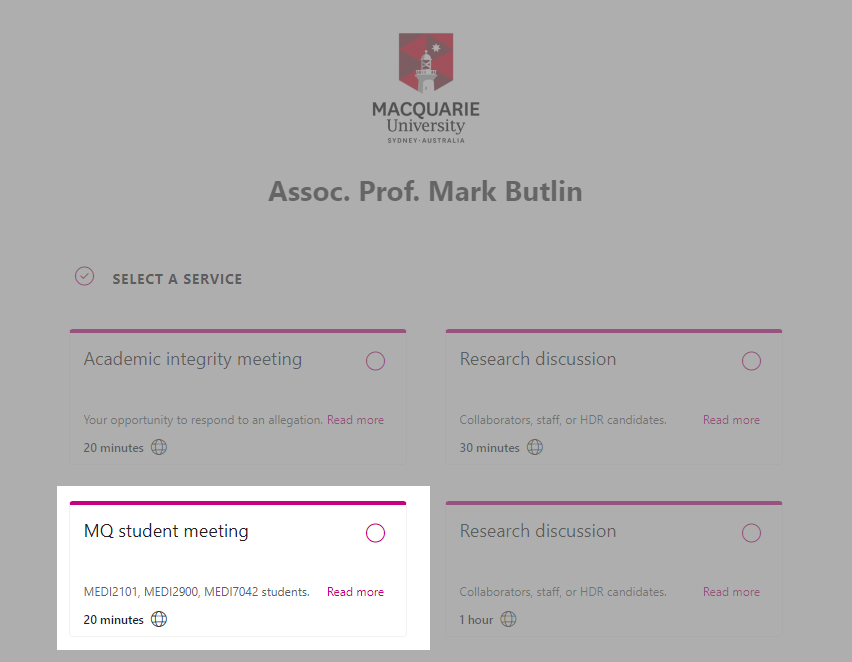 MACQUARIE
University
SYDNEY·AUSTRALIA
Assoc. Prof. Mark Butlin
SELECT A SERVICE
Academic integrity meeting
Your opportunity to respond to an allegation. Read more
20 minutes
Research discussion
Collaborators, staff, or HDR candidates. Read more
30 minutes
MQ student meeting
MEDI2101, MEDI2900, MEDI7042 students. Read more
20 minutes
Research discussion
Collaborators, staff, or HDR candidates. Read more
1 hour